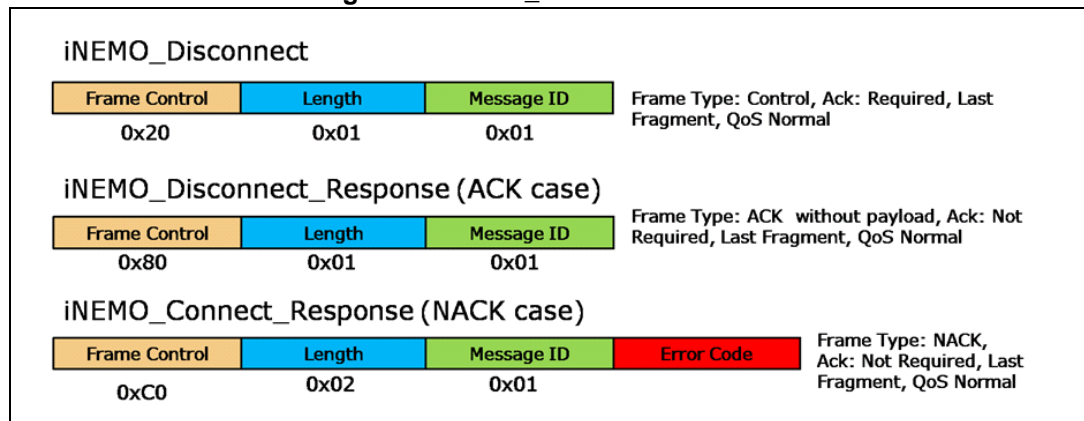 iNEMO_Disconnect
Frame Control Length Message ID
0x20 0x01 0x01
Frame Type: Control, Ack: Required, Last
Fragment, QoS Normal
iNEMO_Disconnect_Response (ACK case)
Frame Control Length Message ID
0x80 0x01 0x01
Frame Type: ACK without payload, Ack: Not
Required, Last Fragment, QoS Normal
iNEMO_Connect_Response (NACK case)
Frame Control Length Message ID Error Code
0xC0 0x02 0x01
Frame Type: NACK,
Ack: Not Required, Last
Fragment, QoS Normal